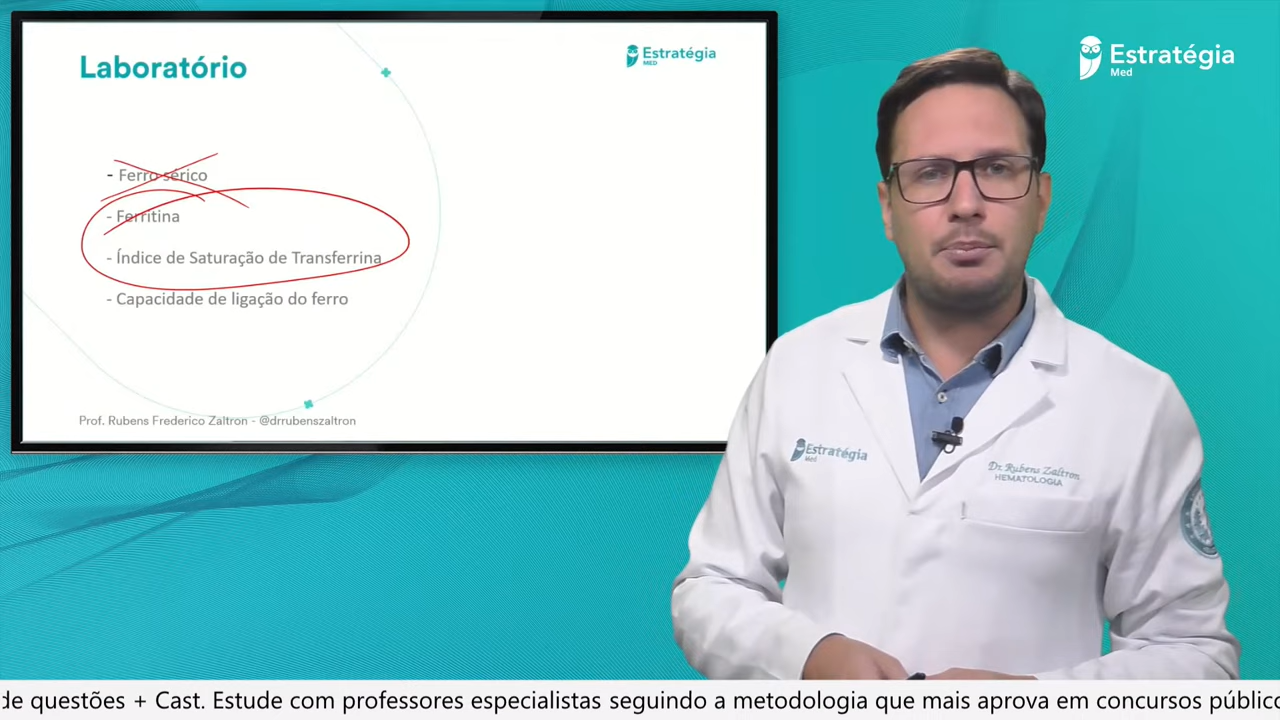 Laboratório
Estratégia
MED
- Ferro sérico
- Ferritina
- Índice de Saturação de Transferrina
- Capacidade de ligação do ferro
Prof. Rubens Frederico Zaltron - @drrubenszaltron
Estratégia
Med
Estratégia
Med
Dr. Rubens Zaltron
HEMATOLOGIA
de questões + Cast. Estude com professores especialistas seguindo a metodologia que mais aprova em concursos públic